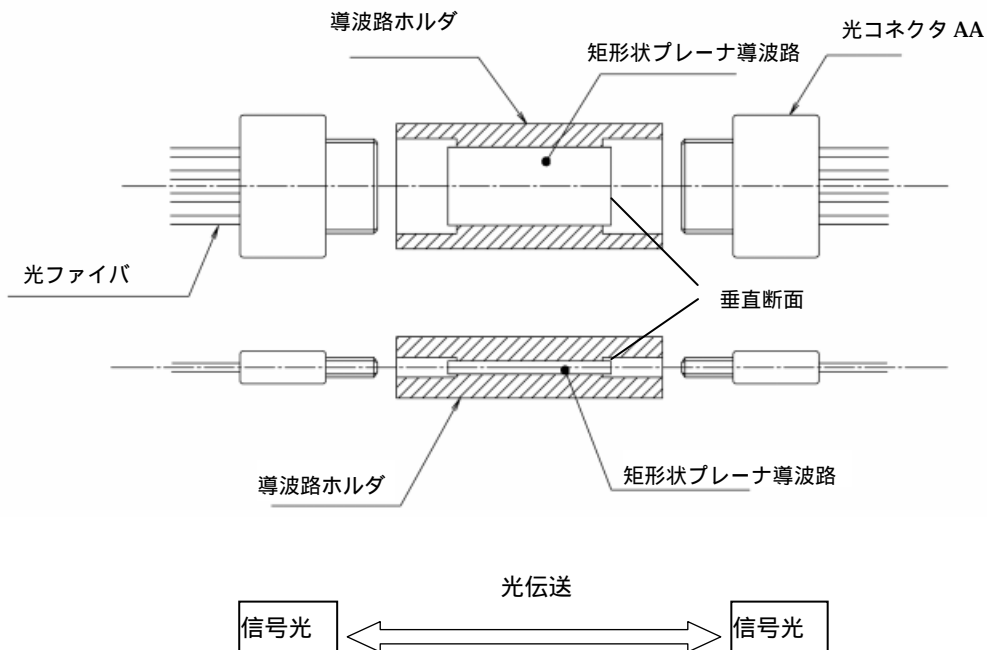 導波路ホルダ
光コネクタ AA
矩形状プレーナ導波路
光ファイバ
垂直断面
矩形状プレーナ導波路
導波路ホルダ
光伝送
信号光
信号光